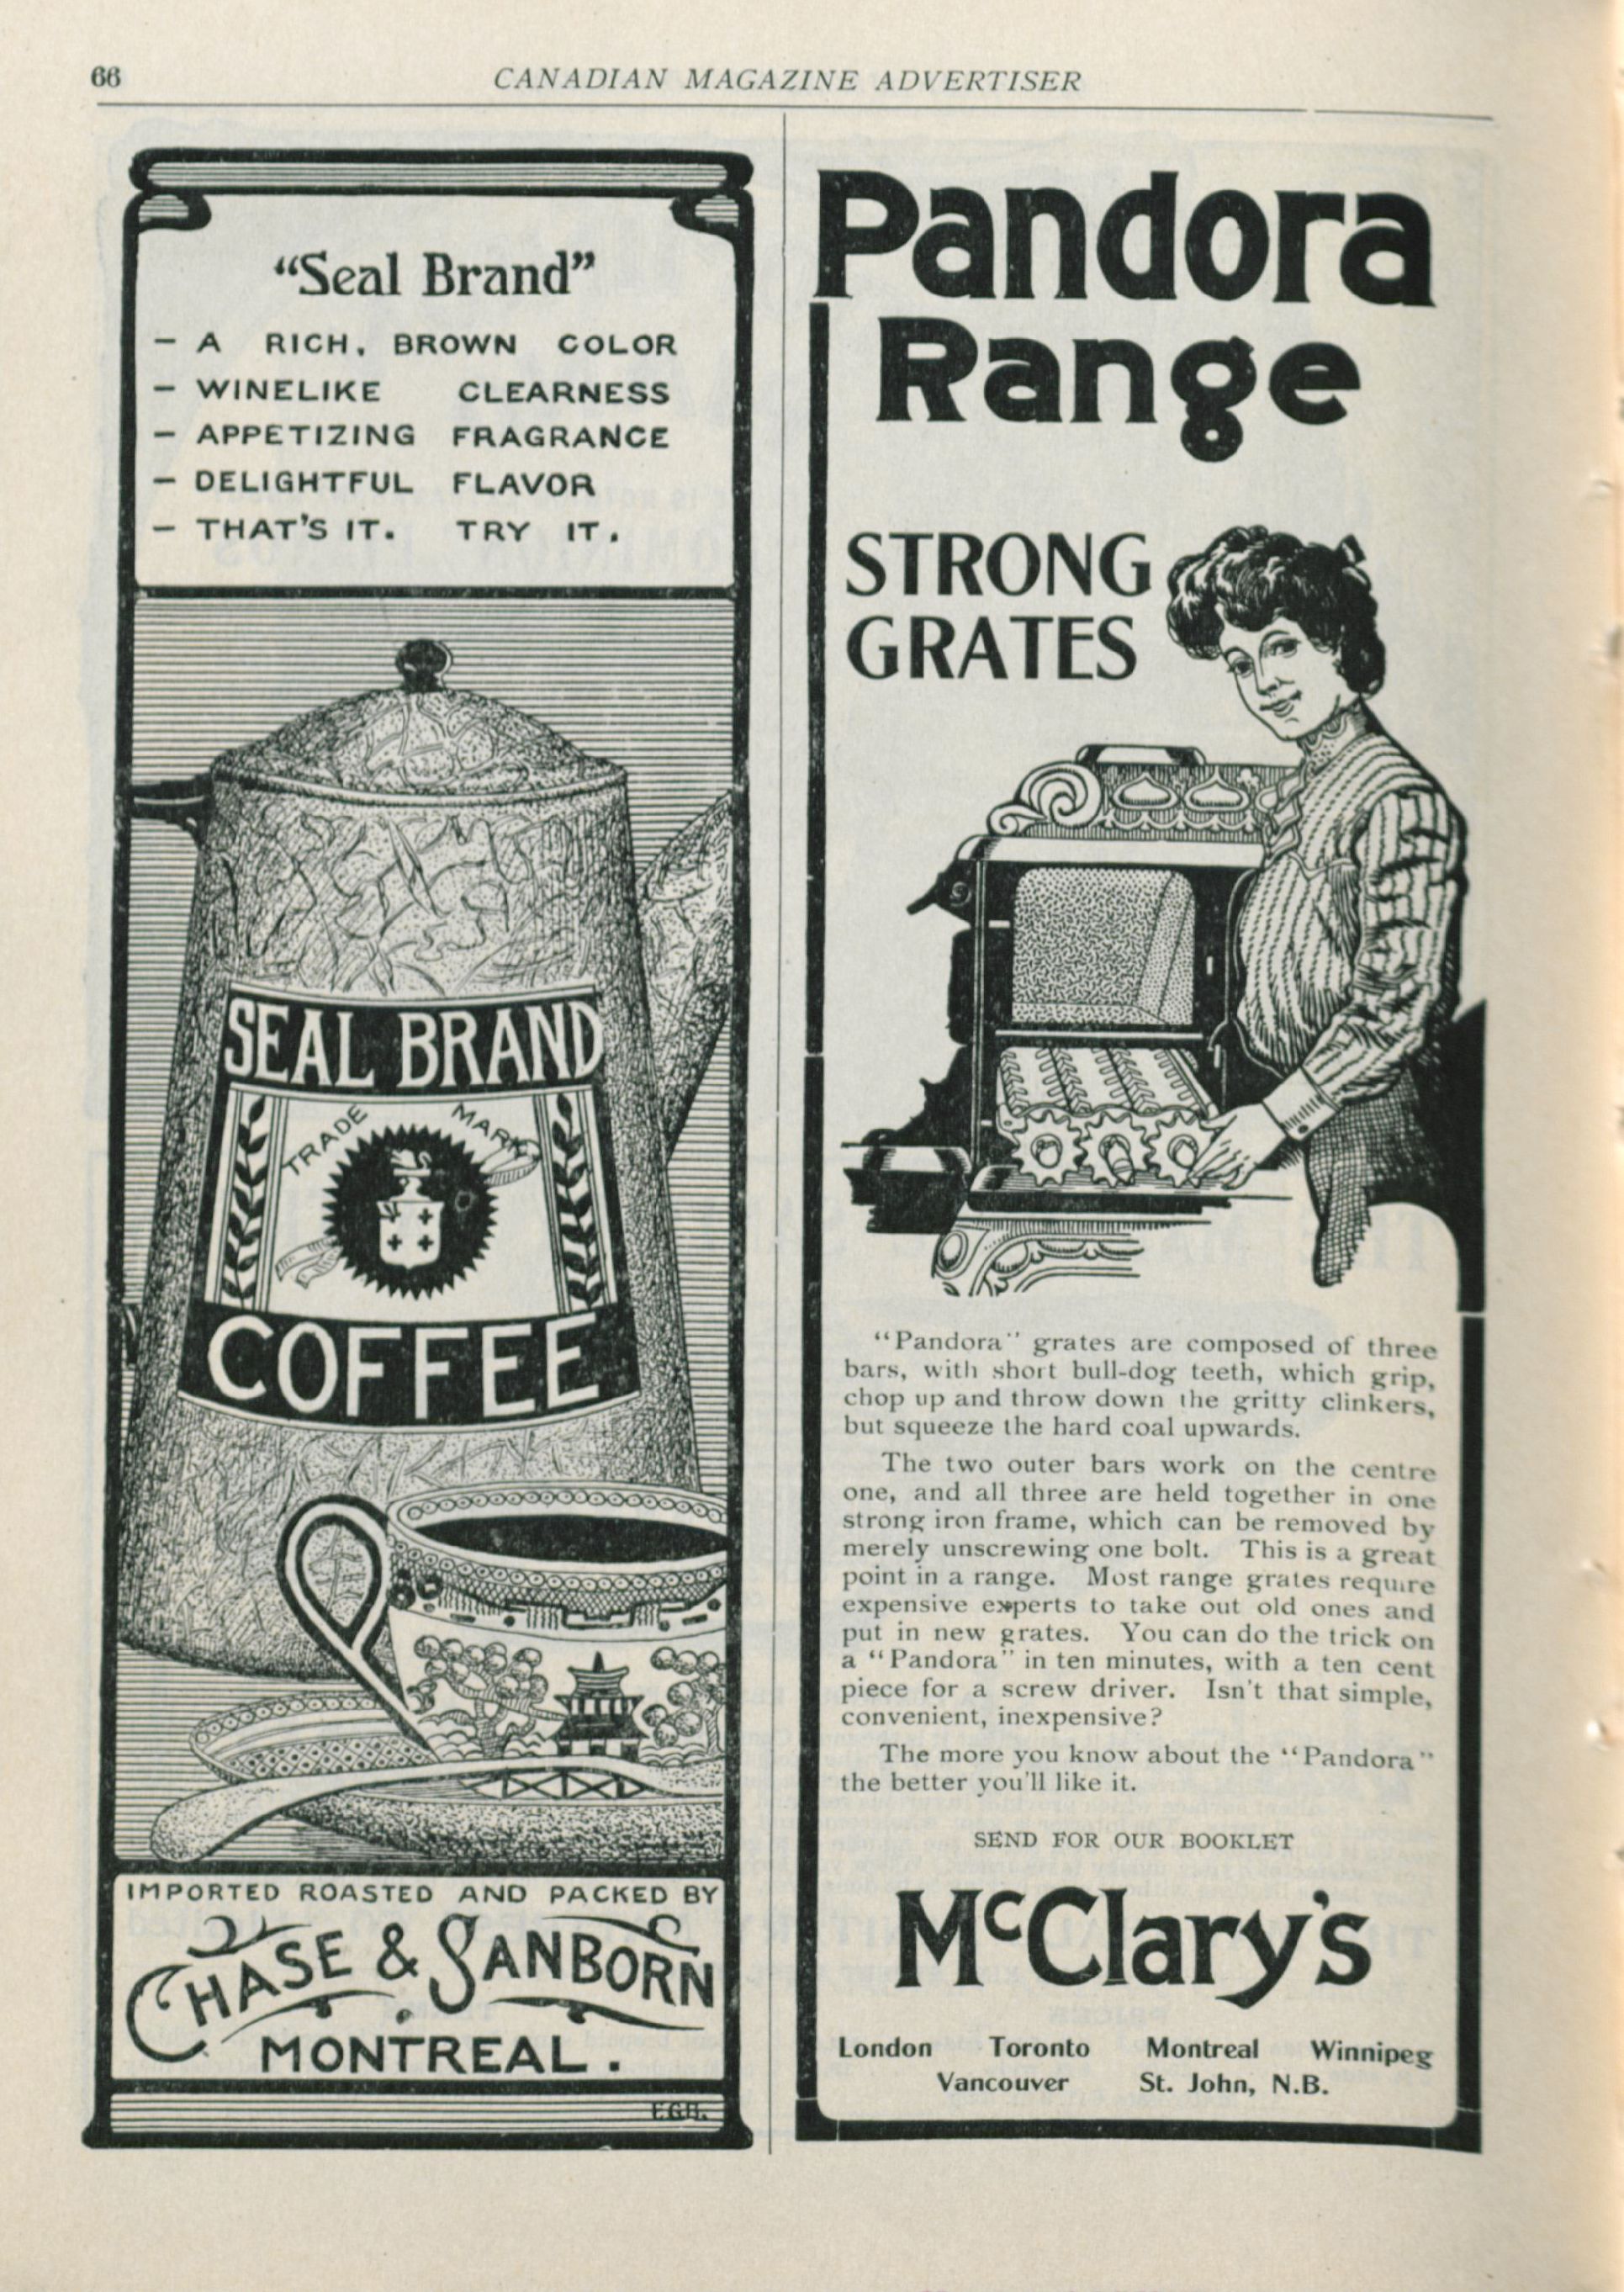 66
CANADIAN MAGAZINE ADVERTISER
“Seal Brand”
– A RICH, BROWN COLOR
– WINELIKE CLEARNESS
– APPETIZING FRAGRANCE
– DELIGHTFUL FLAVOR
– THAT'S IT. TRY IT.
SEAL BRAND
TRADE MARK
COFFEE
IMPORTED ROASTED AND PACKED BY
CHASE & SANBORN
MONTREAL.
Pandora
Range
STRONG
GRATES
“Pandora” grates are composed of three
bars, with short bull-dog teeth, which grip,
chop up and throw down the gritty clinkers,
but squeeze the hard coal upwards.
The two outer bars work on the centre
one, and all three are held together in one
strong iron frame, which can be removed by
merely unscrewing one bolt. This is a great
point in a range. Most range grates require
expensive experts to take out old ones and
put in new grates. You can do the trick on
a “Pandora” in ten minutes, with a ten cent
piece for a screw driver. Isn't that simple,
convenient, inexpensive?
The more you know about the “Pandora”
the better you'll like it.
SEND FOR OUR BOOKLET
McClary's
London Toronto Montreal Winnipeg
Vancouver St. John, N.B.